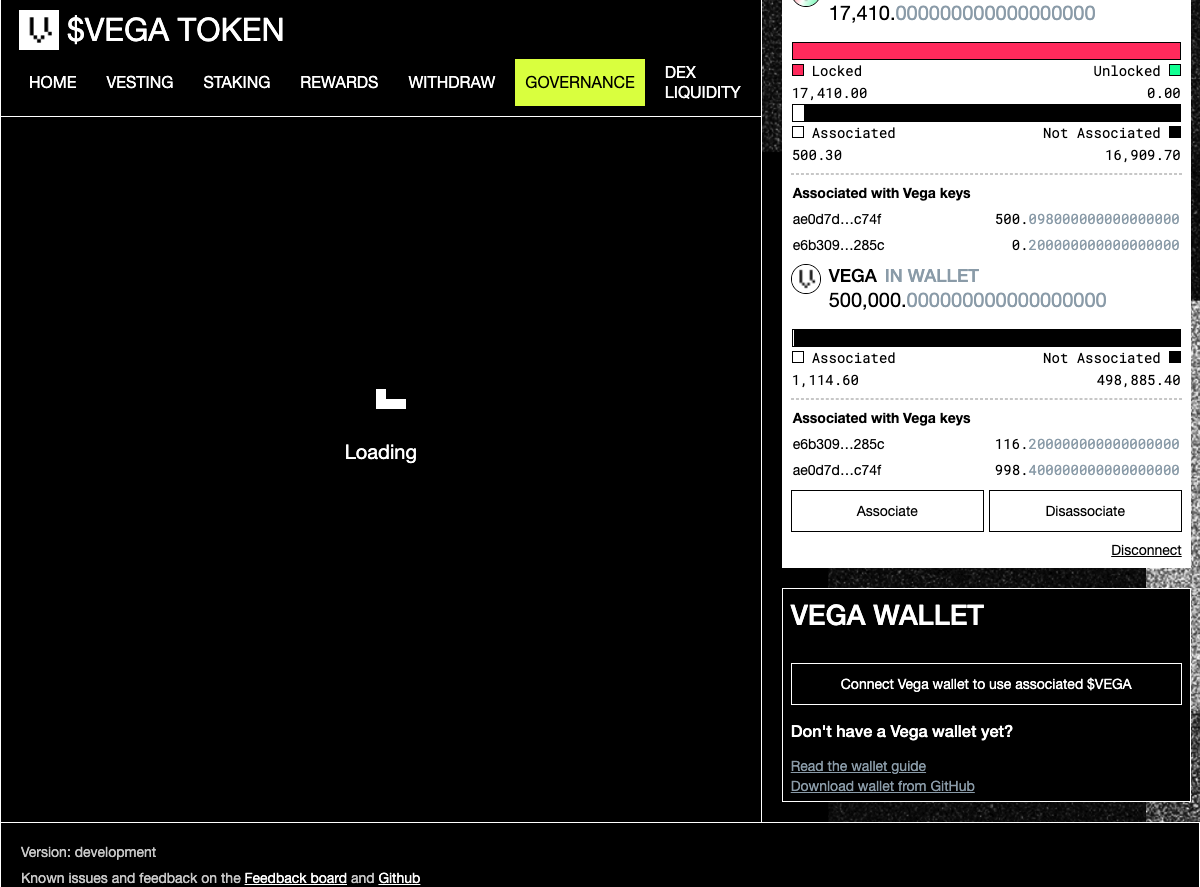 $VEGA TOKEN
HOME VESTING STAKING REWARDS WITHDRAW GOVERNANCE DEX LIQUIDITY
Loading
17,410.000000000000000000
Locked Unlocked
17,410.00 0.00
Associated Not Associated
500.30 16,909.70
Associated with Vega keys
ae0d7d…c74f 500.098000000000000000
e6b309…285c 0.200000000000000000
VEGA IN WALLET
500,000.000000000000000000
Associated Not Associated
1,114.60 498,885.40
Associated with Vega keys
e6b309…285c 116.200000000000000000
ae0d7d…c74f 998.400000000000000000
Associate Disassociate
Disconnect
VEGA WALLET
Connect Vega wallet to use associated $VEGA
Don't have a Vega wallet yet?
Read the wallet guide
Download wallet from GitHub
Version: development
Known issues and feedback on the Feedback board and Github